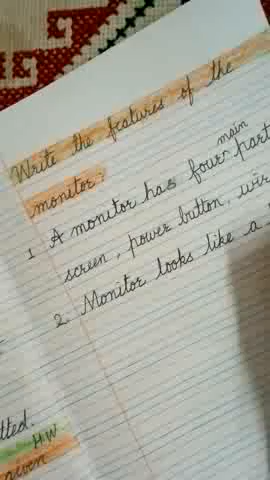 Write the features of the
monitor:
main
1 A monitor has four^ part
screen, power button, wir
2. Monitor looks like a
tted.
H.W
given